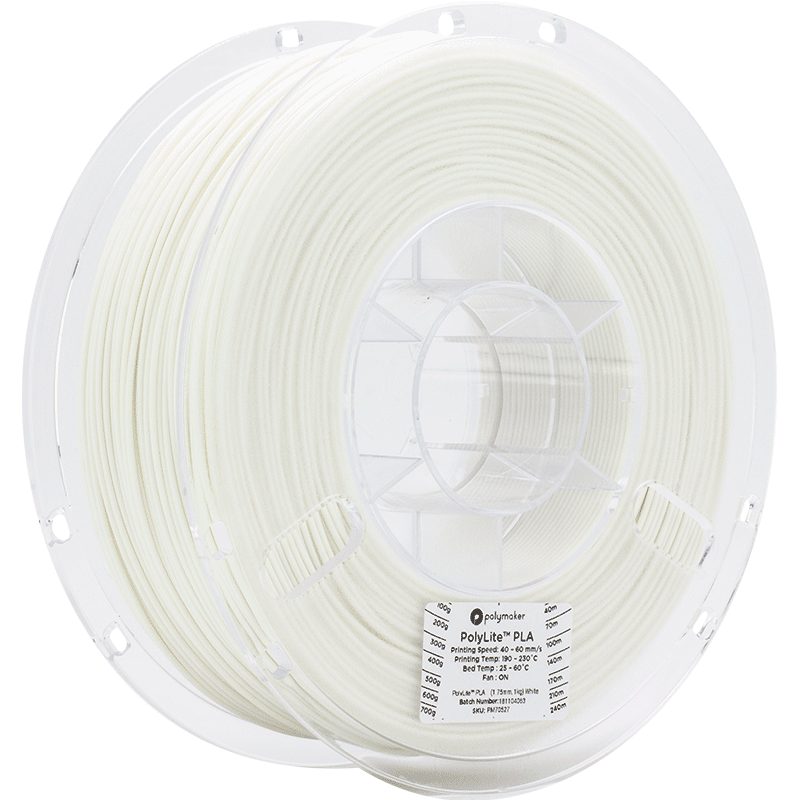 polymaker
PolyLite™ PLA
Printing Speed: 40 - 60 mm/s
Printing Temp: 190 - 230˚C
Bed Temp : 25 - 60˚C
Fan : ON
PolyLite™ PLA (1.75mm, 1kg) White
Batch Number:181104053
SKU: PM70527
100g
200g
300g
400g
500g
600g
700g
40m
70m
100m
140m
170m
210m
240m